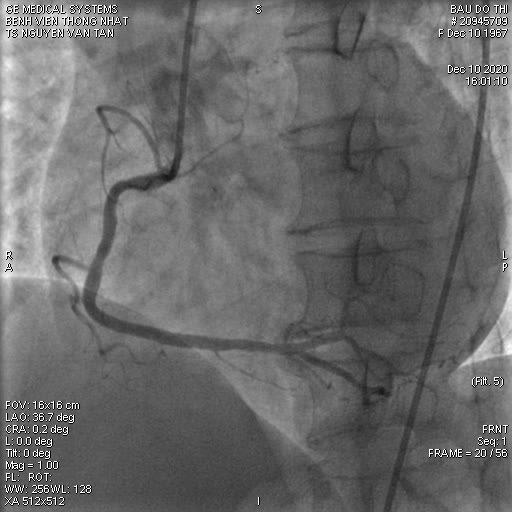 GE MEDICAL SYSTEMS
BENH VIEN THONG NHAT
TS NGUYEN VAN TAN
S
BAU DO THI
# 20945709
F Dec 10 1967
Dec 10 2020
16:01:10
R
A
L
P
(Filt. 5)
FOV: 16x16 cm
LAO: 36.7 deg
CRA: 0.2 deg
L: 0.0 deg
Tilt: 0 deg
Mag = 1.00
FL: ROT:
WW: 256WL: 128
XA 512x512
I
FRNT
Seq: 1
FRAME = 20 / 56